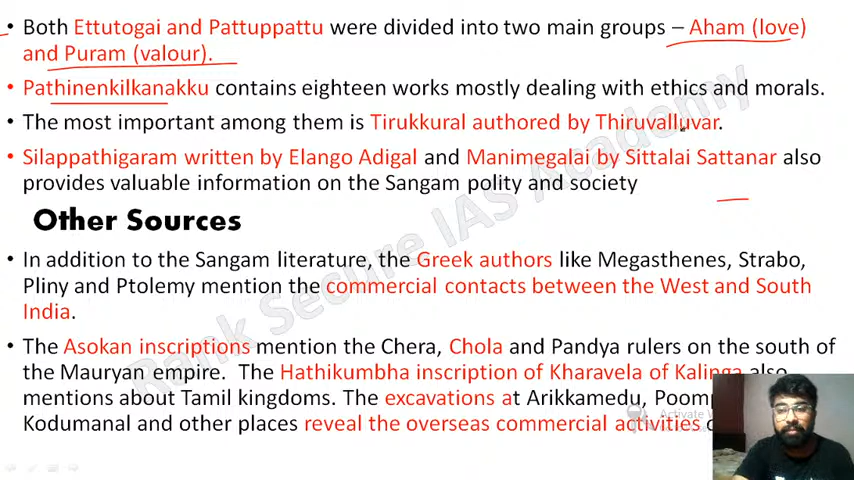 • Both Ettutogai and Pattuppattu were divided into two main groups – Aham (love)
and Puram (valour).
• Pathinenkilkanakku contains eighteen works mostly dealing with ethics and morals.
• The most important among them is Tirukkural authored by Thiruvalluvar.
• Silappathigaram written by Elango Adigal and Manimegalai by Sittalai Sattanar also
provides valuable information on the Sangam polity and society
Other Sources
• In addition to the Sangam literature, the Greek authors like Megasthenes, Strabo,
Pliny and Ptolemy mention the commercial contacts between the West and South
India.
• The Asokan inscriptions mention the Chera, Chola and Pandya rulers on the south of
the Mauryan empire. The Hathikumbha inscription of Kharavela of Kalinga also
mentions about Tamil kingdoms. The excavations at Arikkamedu,
Kodumanal and other places reveal the overseas commercial activities
Rank Secure IAS Academy
Activate